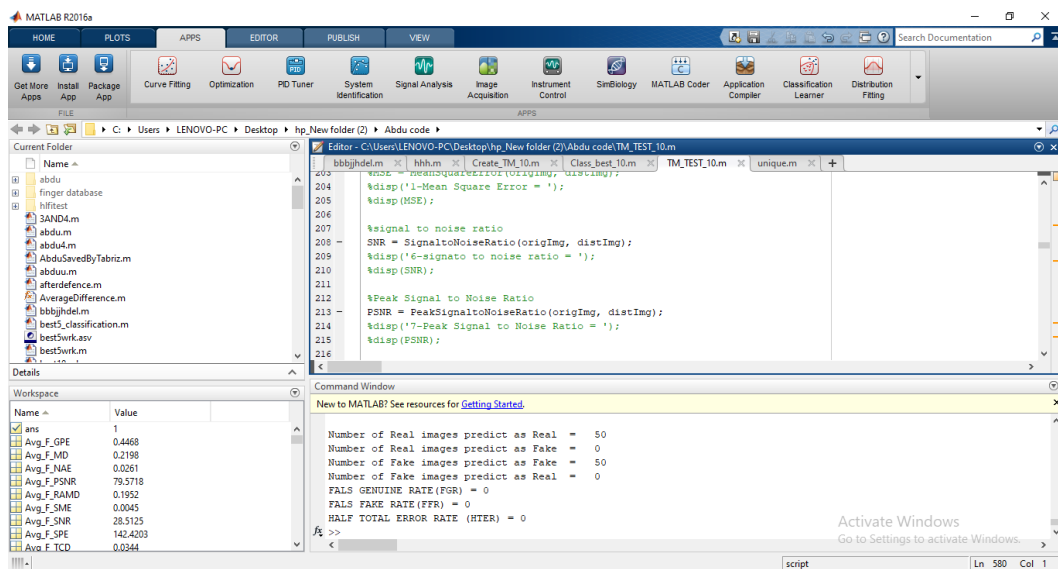 MATLAB R2016a
HOME PLOTS APPS EDITOR PUBLISH VIEW Search Documentation
Get More Apps Install App Package App Curve Fitting Optimization PID Tuner System Identification Signal Analysis Image Acquisition Instrument Control SimBiology MATLAB Coder Application Compiler Classification Learner Distribution Fitting
FILE APPS
C: Users LENOVO-PC Desktop hp_New folder (2) Abdu code
Current Folder
Name
abdu
finger database
hlfitest
3AND4.m
abdu.m
abdu4.m
AbduSavedByTabriz.m
abduu.m
afterdefence.m
AverageDifference.m
bbbjjhdel.m
best5_classification.m
best5wrk.asv
best5wrk.m
Details
Workspace
Name Value
ans 1
Avg_F_GPE 0.4468
Avg_F_MD 0.2198
Avg_F_NAE 0.0261
Avg_F_PSNR 79.5718
Avg_F_RAMD 0.1952
Avg_F_SME 0.0045
Avg_F_SNR 28.5125
Avg_F_SPE 142.4203
Avg_F_TCD 0.0344
Editor - C:\Users\LENOVO-PC\Desktop\hp_New folder (2)\Abdu code\TM_TEST_10.m
bbbjjhdel.m hhh.m Create_TM_10.m Class_best_10.m TM_TEST_10.m unique.m
203 %MSE = MeanSquareError(origImg, distImg);
204 %disp('1-Mean Square Error = ');
205 %disp(MSE);
206
207 %signal to noise ratio
208 SNR = SignaltoNoiseRatio(origImg, distImg);
209 %disp('6-signato to noise ratio = ');
210 %disp(SNR);
211
212 %Peak Signal to Noise Ratio
213 PSNR = PeakSignaltoNoiseRatio(origImg, distImg);
214 %disp('7-Peak Signal to Noise Ratio = ');
215 %disp(PSNR);
216
Command Window
New to MATLAB? See resources for Getting Started.
Number of Real images predict as Real = 50
Number of Real images predict as Fake = 0
Number of Fake images predict as Fake = 50
Number of Fake images predict as Real = 0
FALS GENUINE RATE(FGR) = 0
FALS FAKE RATE(FFR) = 0
HALF TOTAL ERROR RATE (HTER) = 0
fx >>
Activate Windows
Go to Settings to activate Windows.
script Ln 580 Col 1